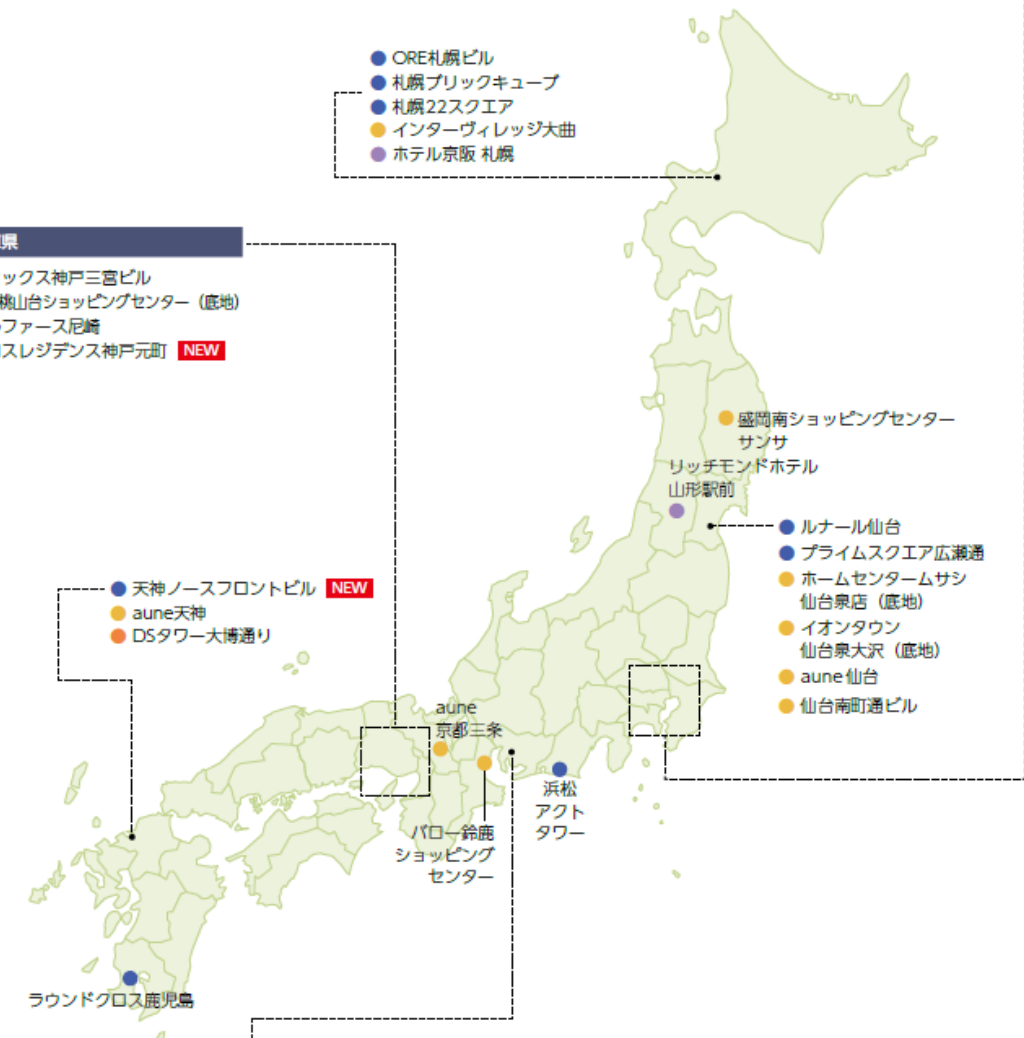 ORE札幌ビル
札幌ブリックキューブ
札幌22スクエア
インターヴィレッジ大曲
ホテル京阪 札幌
県
ックス神戸三宮ビル
桃山台ショッピングセンター（底地）
ファース尼崎
スレジデンス神戸元町 NEW
盛岡南ショッピングセンター
サンサ
リッチモンドホテル
山形駅前
ルナール仙台
プライムスクエア広瀬通
ホームセンタームサシ
仙台泉店（底地）
イオンタウン
仙台泉大沢（底地）
aune仙台
仙台南町通ビル
天神ノースフロントビル NEW
aune天神
DSタワー大博通り
aune
京都三条
浜松
アクト
タワー
バロー鈴鹿
ショッピング
センター
ラウンドクロス鹿児島